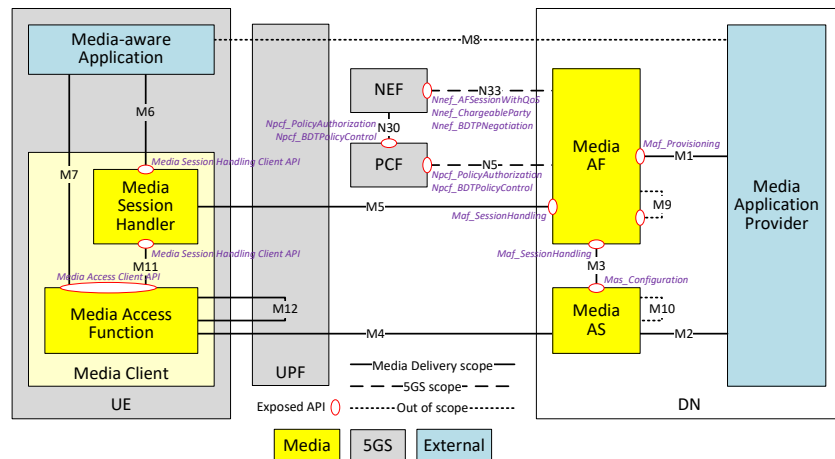 Media-aware
Application
M8
M6
M7
NEF
N33
Nnef_AFSessionWithQoS
Nnef_ChargeableParty
Nnef_BDTPNegotiation
Npcf_PolicyAuthorization
Npcf_BDTPolicyControl
N30
PCF
N5
Npcf_PolicyAuthorization
Npcf_BDTPolicyControl
Media
AF
Maf_Provisioning
M1
M9
Media
Application
Provider
Media Session Handling Client API
Media
Session
Handler
M5
Maf_SessionHandling
Media Session Handling Client API
M11
Media Access Client API
Maf_SessionHandling
M3
Mas_Configuration
Media Access
Function
M12
M4
Media
AS
M10
M2
Media Client
UE
UPF
Media Delivery scope
5GS scope
Exposed API
Out of scope
DN
Media
5GS
External